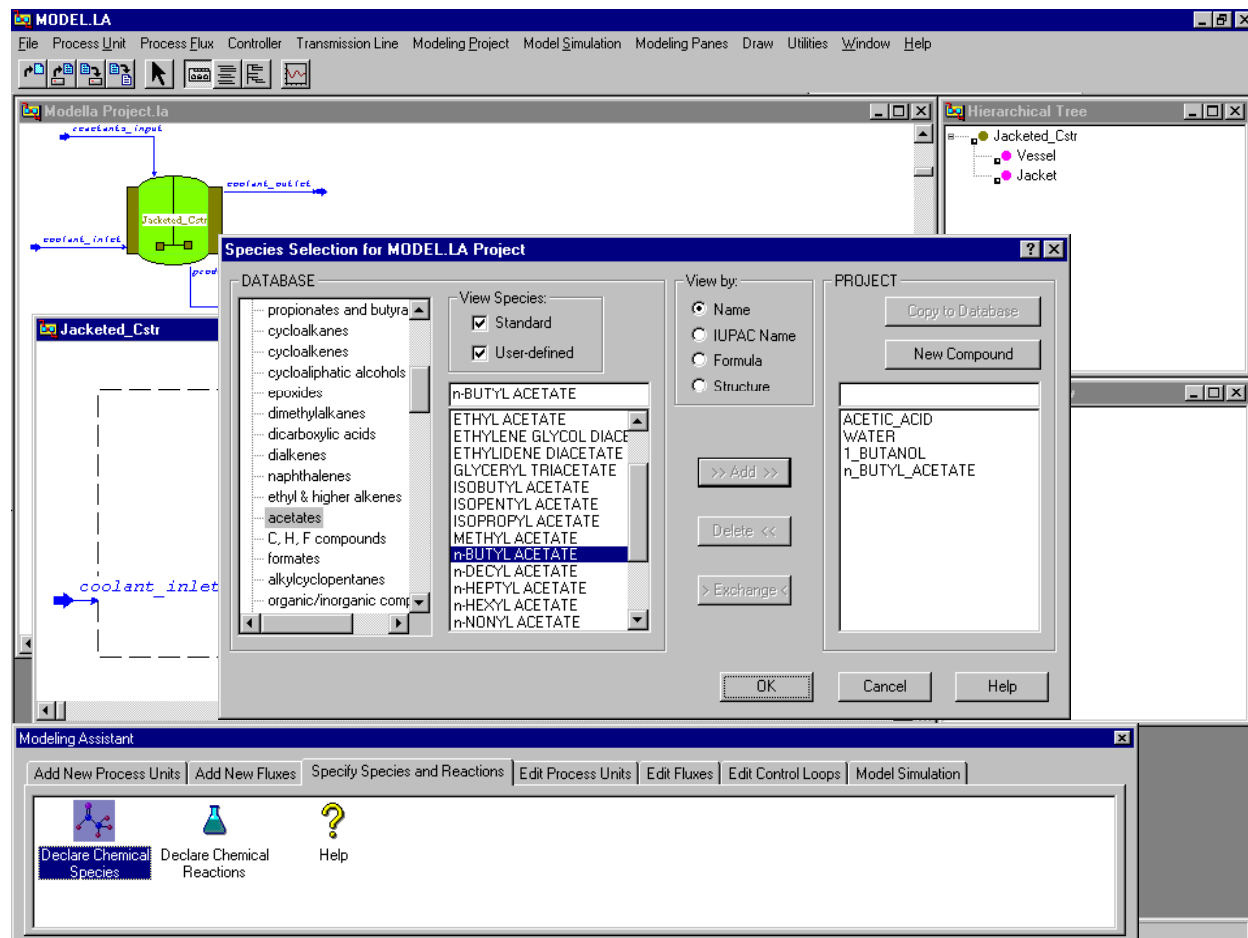 MODEL.LA
File Process Unit Process Flux Controller Transmission Line Modeling Project Model Simulation Modeling Panes Draw Utilities Window Help
Modella Project.la
Hierarchical Tree
reactants_input
coolant_outlet
Jacketed_Cstr
coolant_inlet
prod
Jacketed_Cstr
Vessel
Jacket
Species Selection for MODEL.LA Project
DATABASE
propionates and butyra
cycloalkanes
cycloalkenes
cycloaliphatic alcohols
epoxides
dimethylalkanes
dicarboxylic acids
dialkenes
naphthalenes
ethyl & higher alkenes
acetates
C, H, F compounds
formates
alkylcyclopentanes
organic/inorganic comp
View Species:
Standard
User-defined
n-BUTYL ACETATE
ETHYL ACETATE
ETHYLENE GLYCOL DIACE
ETHYLIDENE DIACETATE
GLYCERYL TRIACETATE
ISOBUTYL ACETATE
ISOPENTYL ACETATE
ISOPROPYL ACETATE
METHYL ACETATE
n-BUTYL ACETATE
n-DECYL ACETATE
n-HEPTYL ACETATE
n-HEXYL ACETATE
n-NONYL ACETATE
View by:
Name
IUPAC Name
Formula
Structure
>> Add >>
Delete <<
> Exchange <
PROJECT
Copy to Database
New Compound
ACETIC_ACID
WATER
1_BUTANOL
n_BUTYL_ACETATE
OK Cancel Help
Jacketed_Cstr
coolant_inlet
Modeling Assistant
Add New Process Units Add New Fluxes Specify Species and Reactions Edit Process Units Edit Fluxes Edit Control Loops Model Simulation
Declare Chemical
Species
Declare Chemical
Reactions
Help